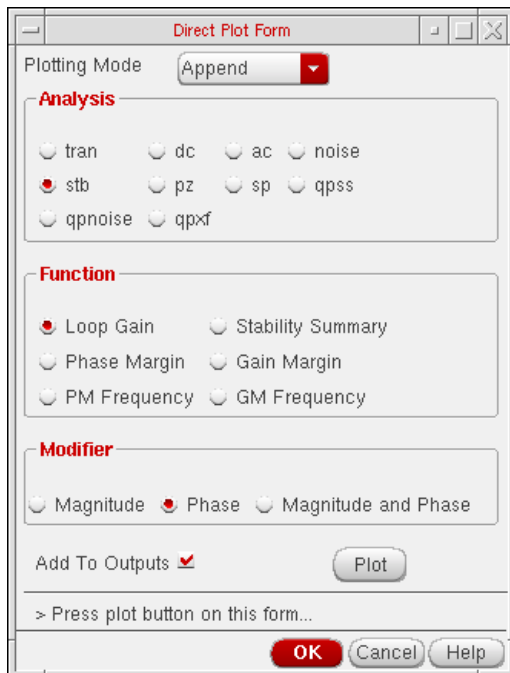 Direct Plot Form
Plotting Mode Append
Analysis
tran dc ac noise
stb pz sp qpss
qpnoise qpxf
Function
Loop Gain Stability Summary
Phase Margin Gain Margin
PM Frequency GM Frequency
Modifier
Magnitude Phase Magnitude and Phase
Add To Outputs Plot
> Press plot button on this form...
OK Cancel Help